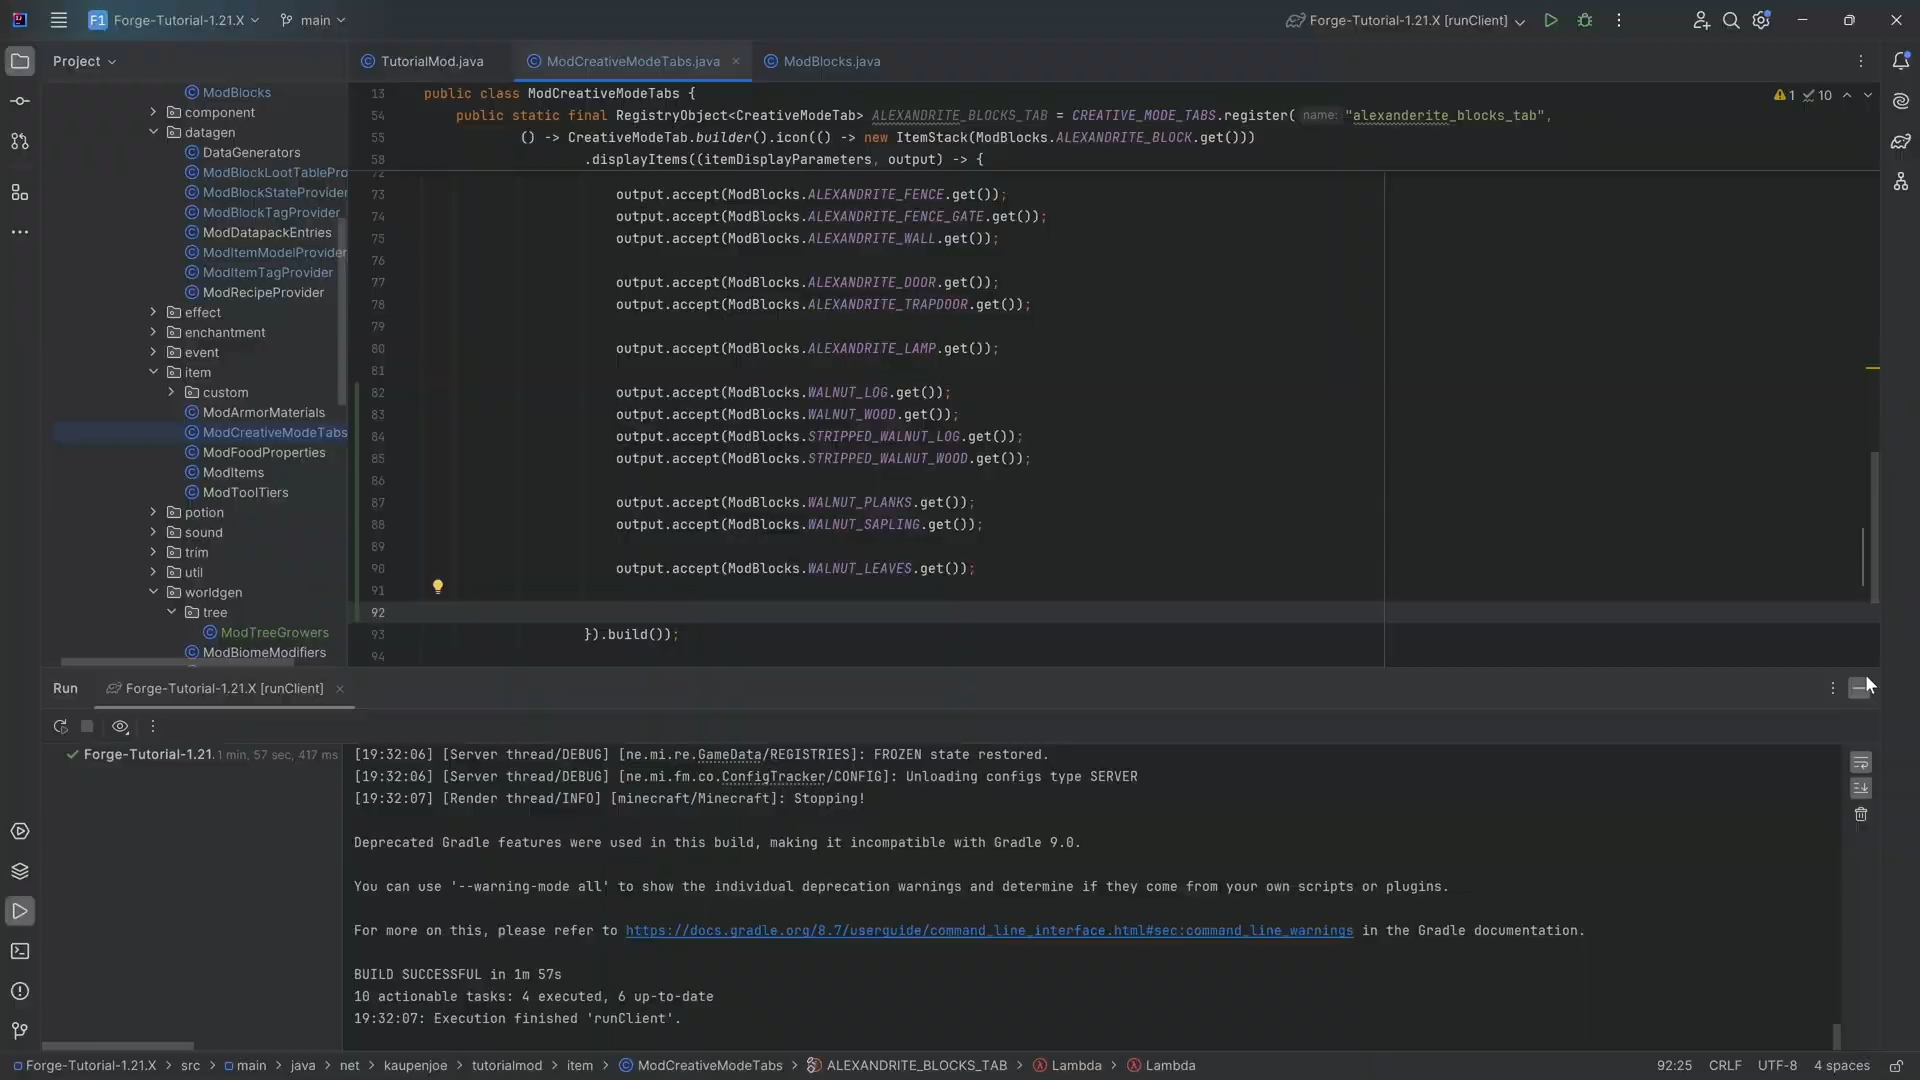 F1 Forge-Tutorial-1.21.X main Forge-Tutorial-1.21.X [runClient]
Project
TutorialMod.java ModCreativeModeTabs.java ModBlocks.java
ModBlocks
component
datagen
DataGenerators
ModBlockLootTablePro
ModBlockStateProvider
ModBlockTagProvider
ModDatapackEntries
ModItemModelProvider
ModItemTagProvider
ModRecipeProvider
effect
enchantment
event
item
custom
ModArmorMaterials
ModCreativeModeTabs
ModFoodProperties
ModItems
ModToolTiers
potion
sound
trim
util
worldgen
tree
ModTreeGrowers
ModBiomeModifiers
1 10
13 public class ModCreativeModeTabs {
54 public static final RegistryObject<CreativeModeTab> ALEXANDRITE_BLOCKS_TAB = CREATIVE_MODE_TABS.register( name: "alexanderite_blocks_tab",
55 () -> CreativeModeTab.builder().icon(() -> new ItemStack(ModBlocks.ALEXANDRITE_BLOCK.get()))
58 .displayItems((itemDisplayParameters, output) -> {
72
73 output.accept(ModBlocks.ALEXANDRITE_FENCE.get());
74 output.accept(ModBlocks.ALEXANDRITE_FENCE_GATE.get());
75 output.accept(ModBlocks.ALEXANDRITE_WALL.get());
76
77 output.accept(ModBlocks.ALEXANDRITE_DOOR.get());
78 output.accept(ModBlocks.ALEXANDRITE_TRAPDOOR.get());
79
80 output.accept(ModBlocks.ALEXANDRITE_LAMP.get());
81
82 output.accept(ModBlocks.WALNUT_LOG.get());
83 output.accept(ModBlocks.WALNUT_WOOD.get());
84 output.accept(ModBlocks.STRIPPED_WALNUT_LOG.get());
85 output.accept(ModBlocks.STRIPPED_WALNUT_WOOD.get());
86
87 output.accept(ModBlocks.WALNUT_PLANKS.get());
88 output.accept(ModBlocks.WALNUT_SAPLING.get());
89
90 output.accept(ModBlocks.WALNUT_LEAVES.get());
91
92
93 }).build());
94
Run Forge-Tutorial-1.21.X [runClient]
Forge-Tutorial-1.21. 1 min, 57 sec, 417 ms
[19:32:06] [Server thread/DEBUG] [ne.mi.re.GameData/REGISTRIES]: FROZEN state restored.
[19:32:06] [Server thread/DEBUG] [ne.mi.fm.co.ConfigTracker/CONFIG]: Unloading configs type SERVER
[19:32:07] [Render thread/INFO] [minecraft/Minecraft]: Stopping!
Deprecated Gradle features were used in this build, making it incompatible with Gradle 9.0.
You can use '--warning-mode all' to show the individual deprecation warnings and determine if they come from your own scripts or plugins.
For more on this, please refer to https://docs.gradle.org/8.7/userguide/command_line_interface.html#sec:command_line_warnings in the Gradle documentation.
BUILD SUCCESSFUL in 1m 57s
10 actionable tasks: 4 executed, 6 up-to-date
19:32:07: Execution finished 'runClient'.
Forge-Tutorial-1.21.X > src > main > java > net > kaupenjoe > tutorialmod > item > ModCreativeModeTabs > ALEXANDRITE_BLOCKS_TAB > Lambda > Lambda 92:25 CRLF UTF-8 4 spaces